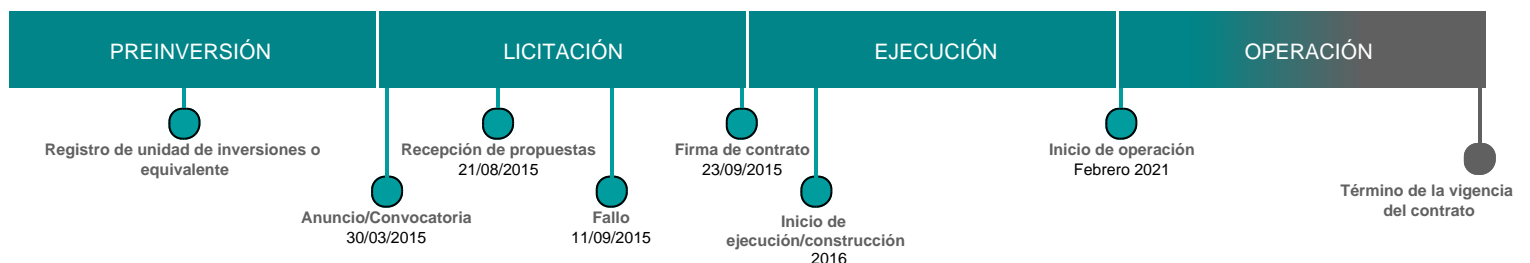 PREINVERSIÓN
LICITACIÓN
EJECUCIÓN
OPERACIÓN
Registro de unidad de inversiones o
equivalente
Anuncio/Convocatoria
30/03/2015
Recepción de propuestas
21/08/2015
Fallo
11/09/2015
Firma de contrato
23/09/2015
Inicio de
ejecución/construcción
2016
Inicio de operación
Febrero 2021
Término de la vigencia
del contrato